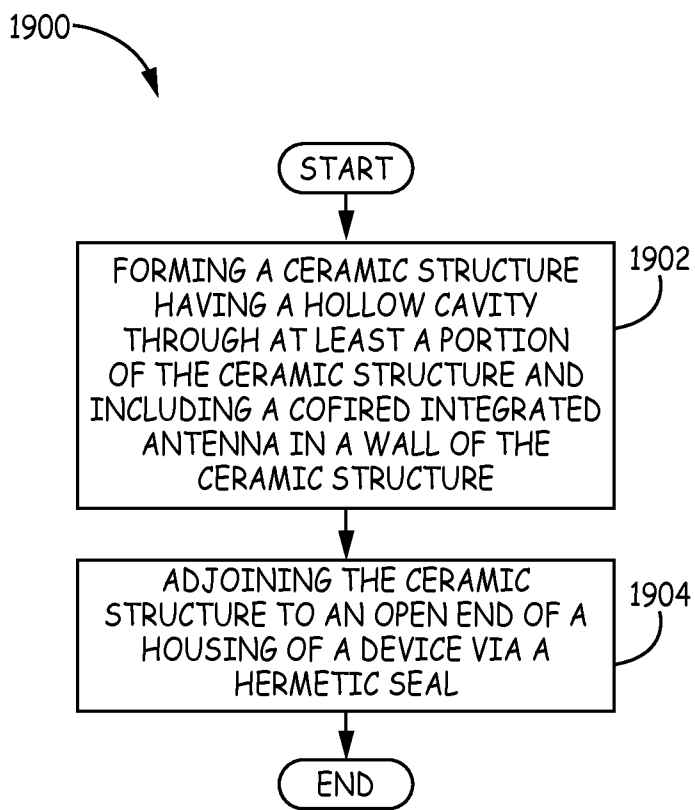 1900
START
FORMING A CERAMIC STRUCTURE
HAVING A HOLLOW CAVITY
THROUGH AT LEAST A PORTION
OF THE CERAMIC STRUCTURE AND
INCLUDING A COFIRED INTEGRATED
ANTENNA IN A WALL OF THE
CERAMIC STRUCTURE
1902
ADJOINING THE CERAMIC
STRUCTURE TO AN OPEN END OF A
HOUSING OF A DEVICE VIA A
HERMETIC SEAL
1904
END